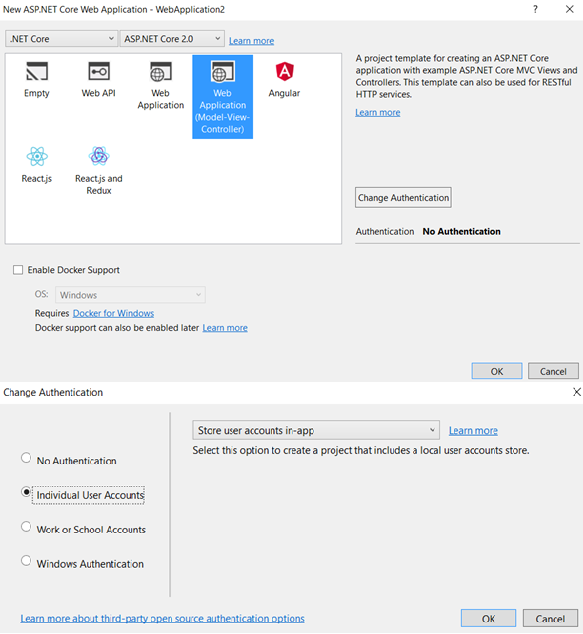 New ASP.NET Core Web Application - WebApplication2
.NET Core
ASP.NET Core 2.0
Learn more
Empty
Web API
Web
Application
Web
Application
(Model-View-
Controller)
Angular
React.js
React.js and
Redux
A project template for creating an ASP.NET Core
application with example ASP.NET Core MVC Views and
Controllers. This template can also be used for RESTful
HTTP services.
Learn more
Change Authentication
Authentication No Authentication
Enable Docker Support
OS: Windows
Requires Docker for Windows
Docker support can also be enabled later Learn more
OK
Cancel
Change Authentication
No Authentication
Individual User Accounts
Work or School Accounts
Windows Authentication
Store user accounts in-app
Learn more
Select this option to create a project that includes a local user accounts store.
Learn more about third-party open source authentication options
OK
Cancel